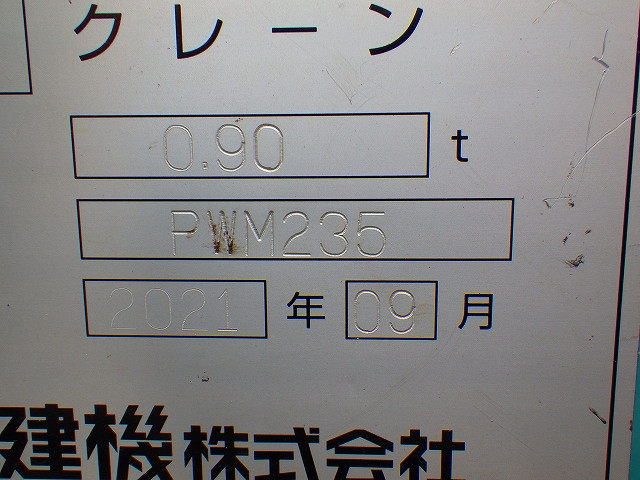 クレーン
0.90 t
PWM235
2021 年 09 月
建機株式会社